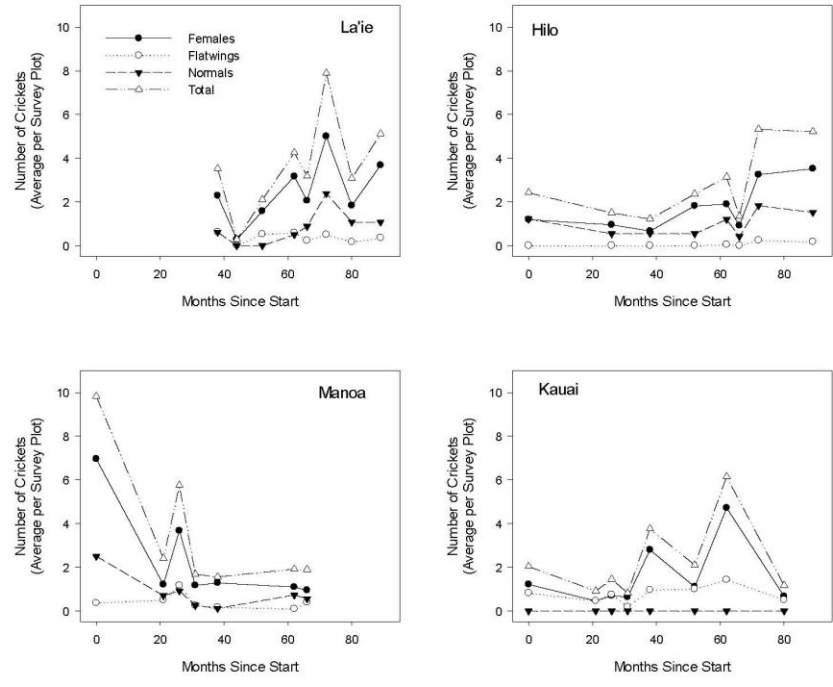 La'ie
Females
Flatwings
Normals
Total
Number of Crickets
(Average per Survey Plot)
10
8
6
4
2
0
0 20 40 60 80
Months Since Start
Hilo
Number of Crickets
(Average per Survey Plot)
10
8
6
4
2
0
0 20 40 60 80
Months Since Start
Manoa
Number of Crickets
(Average per Survey Plot)
10
8
6
4
2
0
0 20 40 60 80
Months Since Start
Kauai
Number of Crickets
(Average per Survey Plot)
10
8
6
4
2
0
0 20 40 60 80
Months Since Start